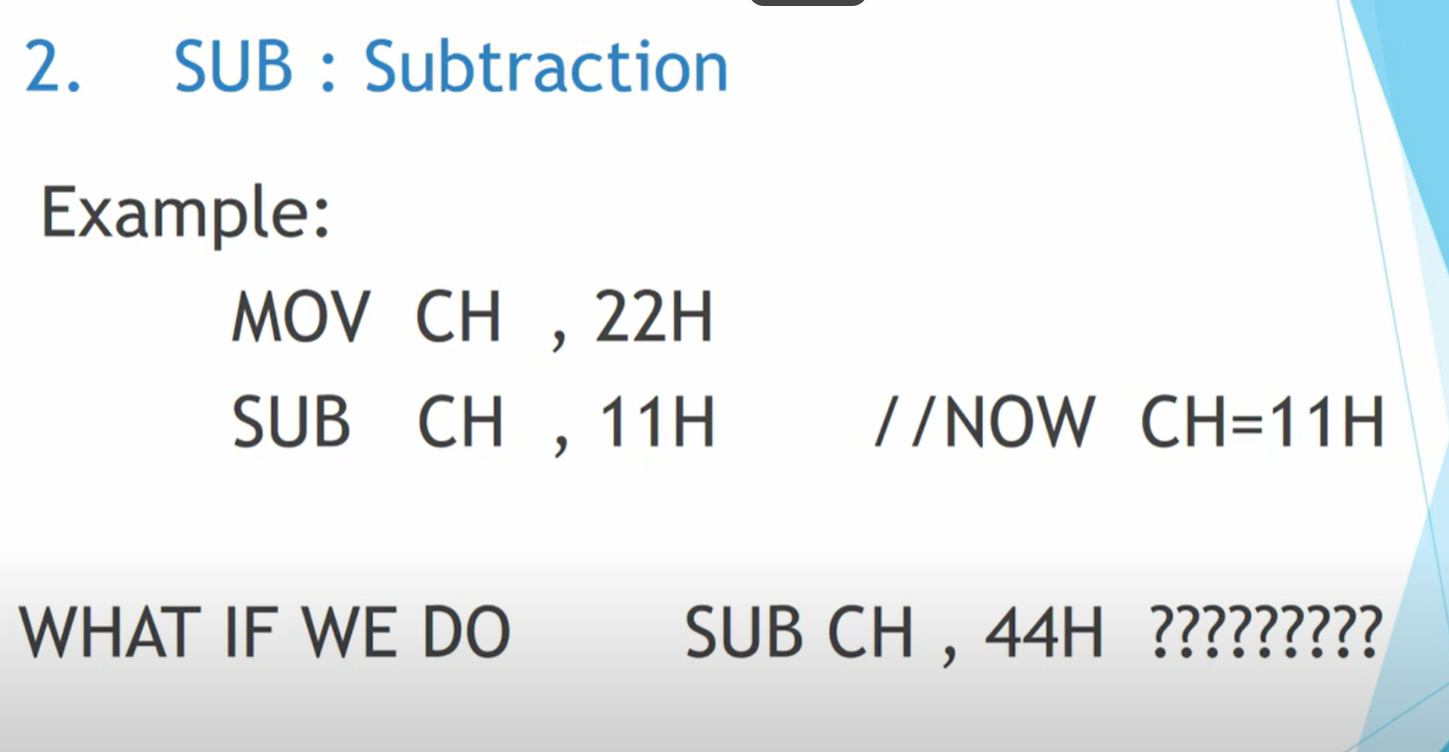 2. SUB : Subtraction
Example:
MOV CH , 22H
SUB CH , 11H //NOW CH=11H
WHAT IF WE DO SUB CH , 44H ?????????